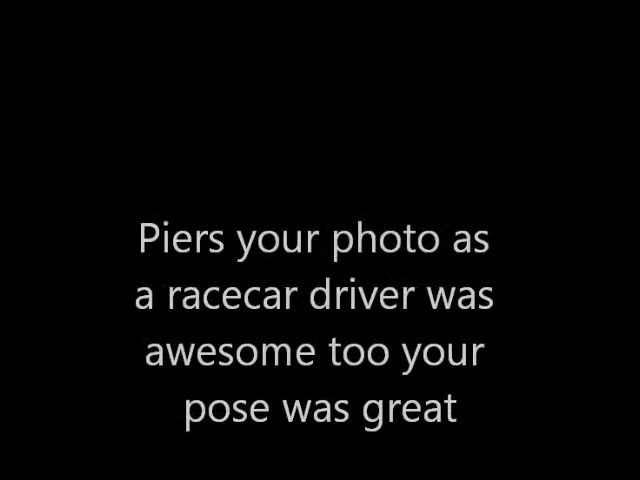 Piers your photo as
a racecar driver was
awesome too your
pose was great